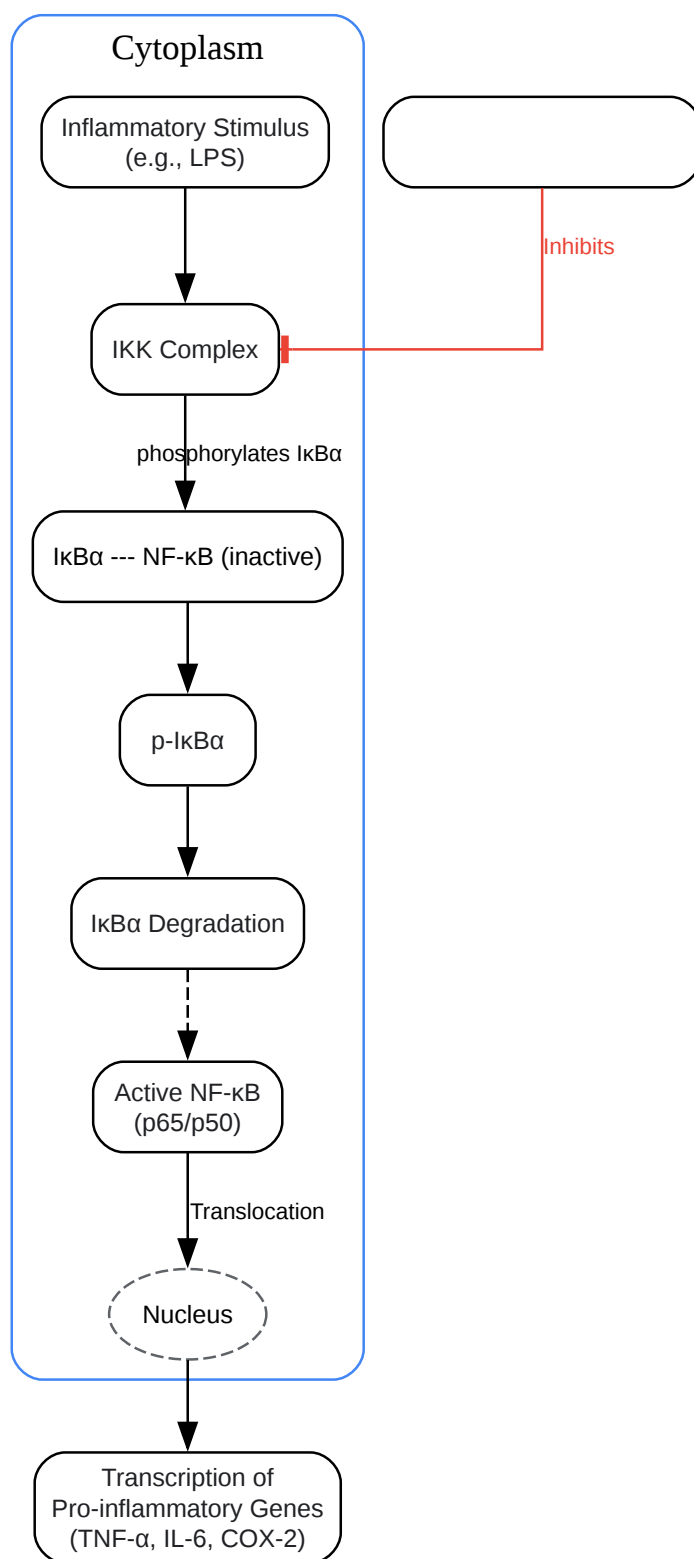 Cytoplasm
Inflammatory Stimulus
(e.g., LPS)
Inhibits
IKK Complex
phosphorylates IκBα
IκBα --- NF-κB (inactive)
p-IκBα
IκBα Degradation
Active NF-κB
(p65/p50)
Translocation
Nucleus
Transcription of
Pro-inflammatory Genes
(TNF-α, IL-6, COX-2)